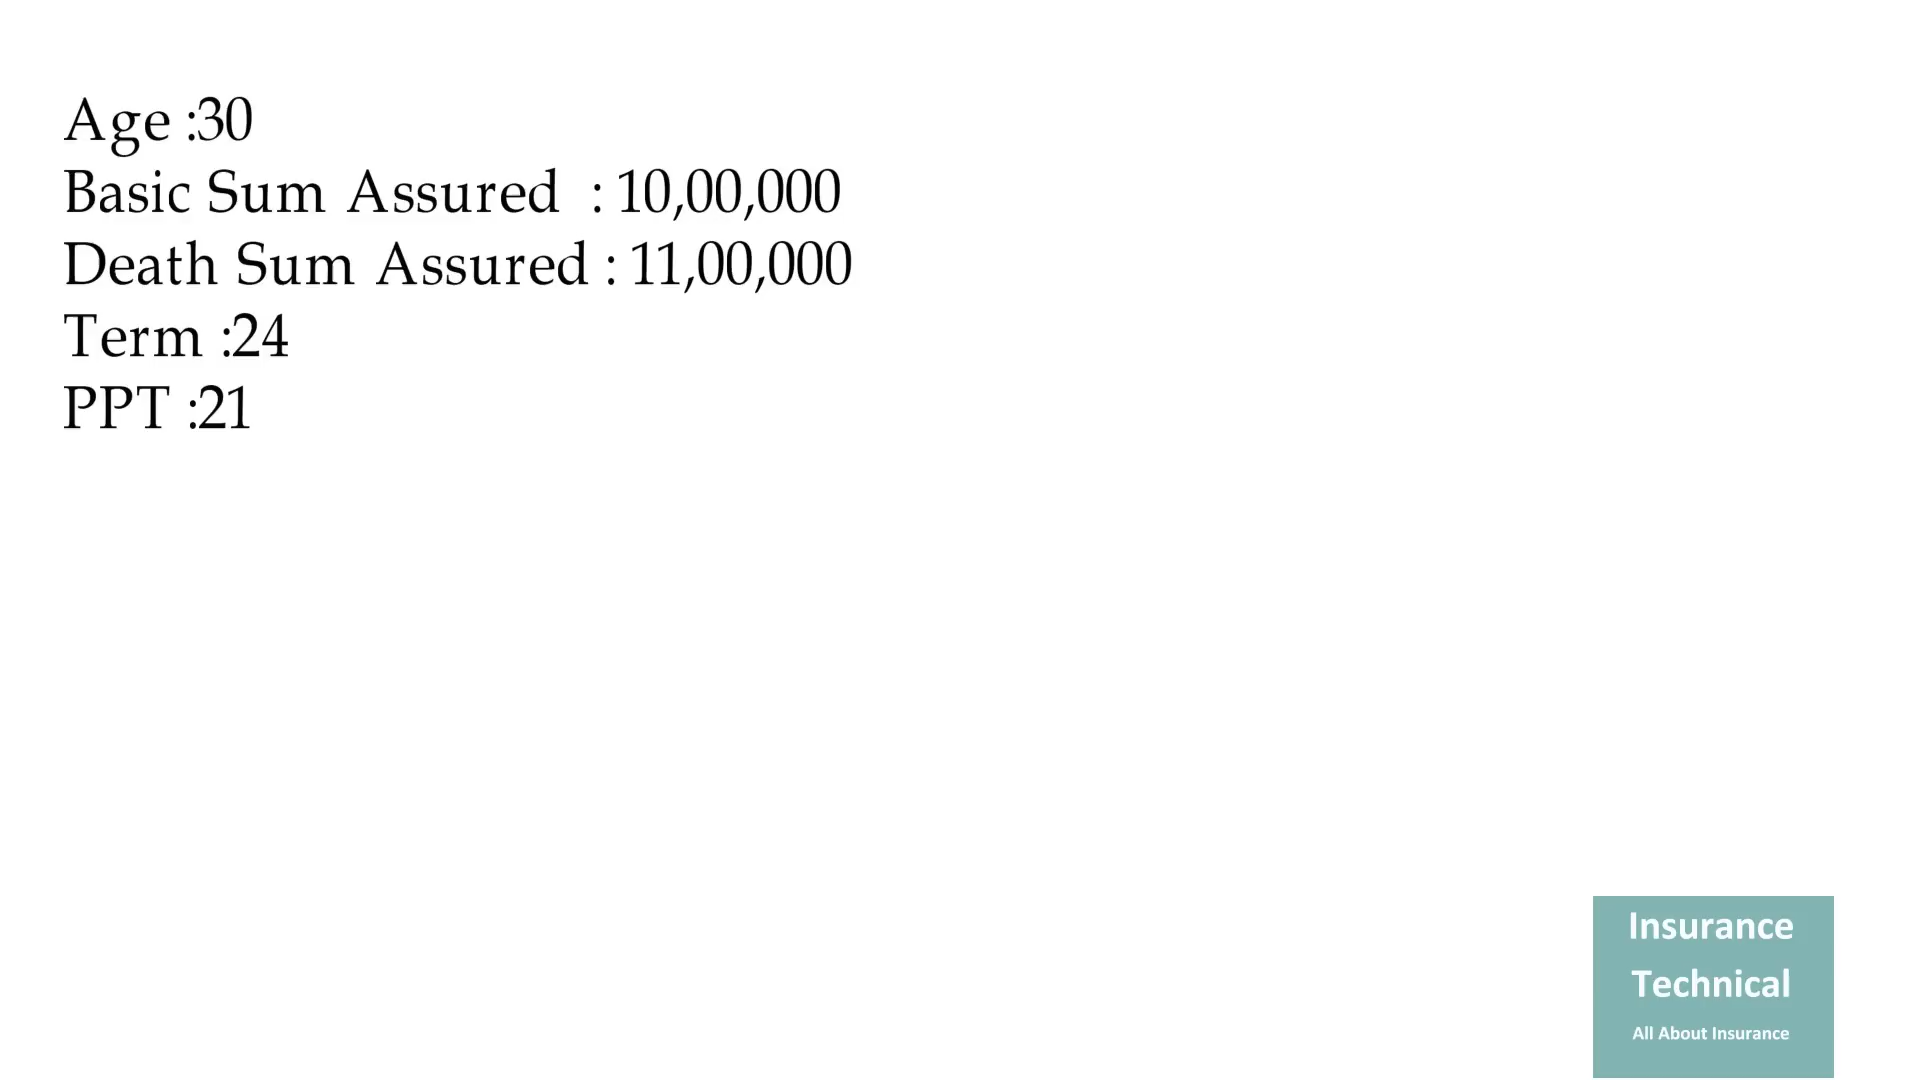 Age :30
Basic Sum Assured : 10,00,000
Death Sum Assured : 11,00,000
Term :24
PPT :21
Insurance
Technical
All About Insurance